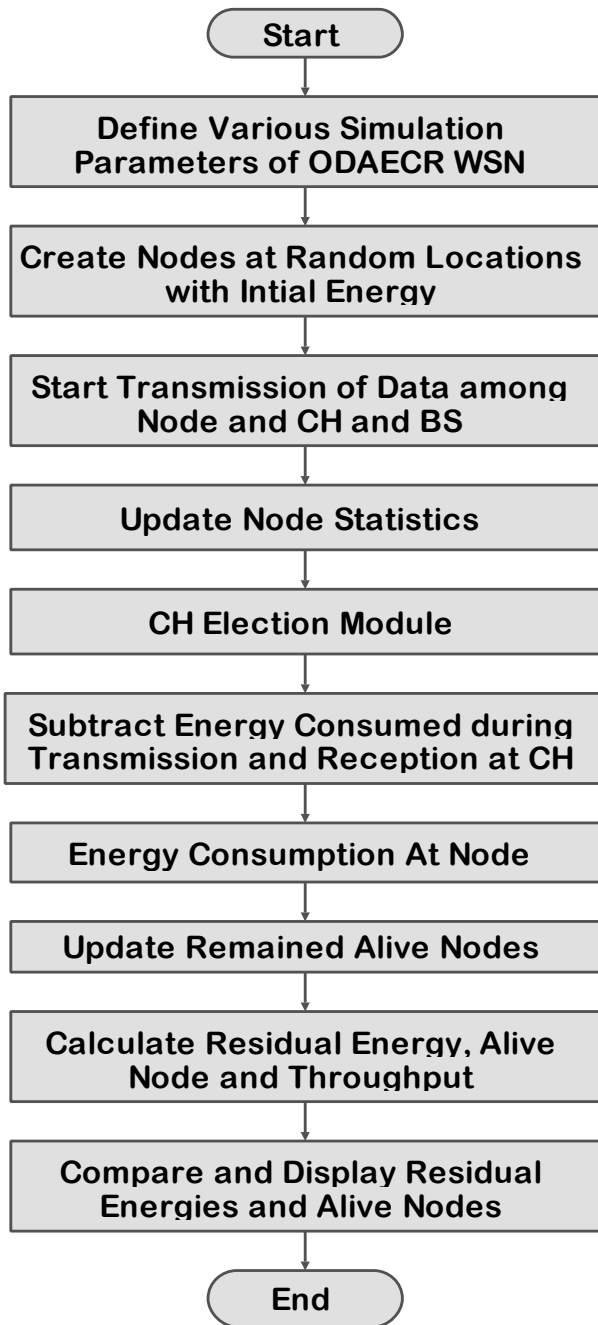 Start
Define Various Simulation
Parameters of ODAECR WSN
Create Nodes at Random Locations
with Intial Energy
Start Transmission of Data among
Node and CH and BS
Update Node Statistics
CH Election Module
Subtract Energy Consumed during
Transmission and Reception at CH
Energy Consumption At Node
Update Remained Alive Nodes
Calculate Residual Energy, Alive
Node and Throughput
Compare and Display Residual
Energies and Alive Nodes
End